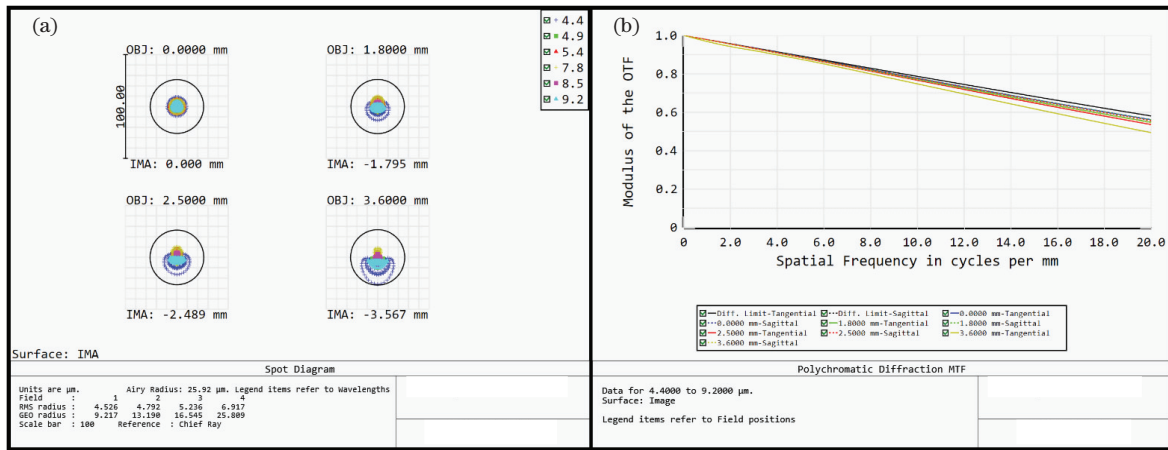 (a)
4.4
4.9
5.4
7.8
8.5
9.2
OBJ: 0.0000 mm
OBJ: 1.8000 mm
100.00
IMA: 0.000 mm
IMA: -1.795 mm
OBJ: 2.5000 mm
OBJ: 3.6000 mm
IMA: -2.489 mm
IMA: -3.567 mm
Surface: IMA
Spot Diagram
Units are µm. Airy Radius: 25.92 µm. Legend items refer to Wavelengths
Field : 1 2 3 4
RMS radius : 4.526 4.792 5.236 6.917
GEO radius : 9.217 13.190 16.545 25.809
Scale bar : 100 Reference : Chief Ray
(b)
1.0
0.8
0.6
0.4
0.2
0
Modulus of the OTF
0 2.0 4.0 6.0 8.0 10.0 12.0 14.0 16.0 18.0 20.0
Spatial Frequency in cycles per mm
Diff. Limit-Tangential Diff. Limit-Sagittal 0.0000 mm-Tangential
0.0000 mm-Sagittal 1.8000 mm-Tangential 1.8000 mm-Sagittal
2.5000 mm-Tangential 2.5000 mm-Sagittal 3.6000 mm-Tangential
3.6000 mm-Sagittal
Polychromatic Diffraction MTF
Data for 4.4000 to 9.2000 µm.
Surface: Image
Legend items refer to Field positions